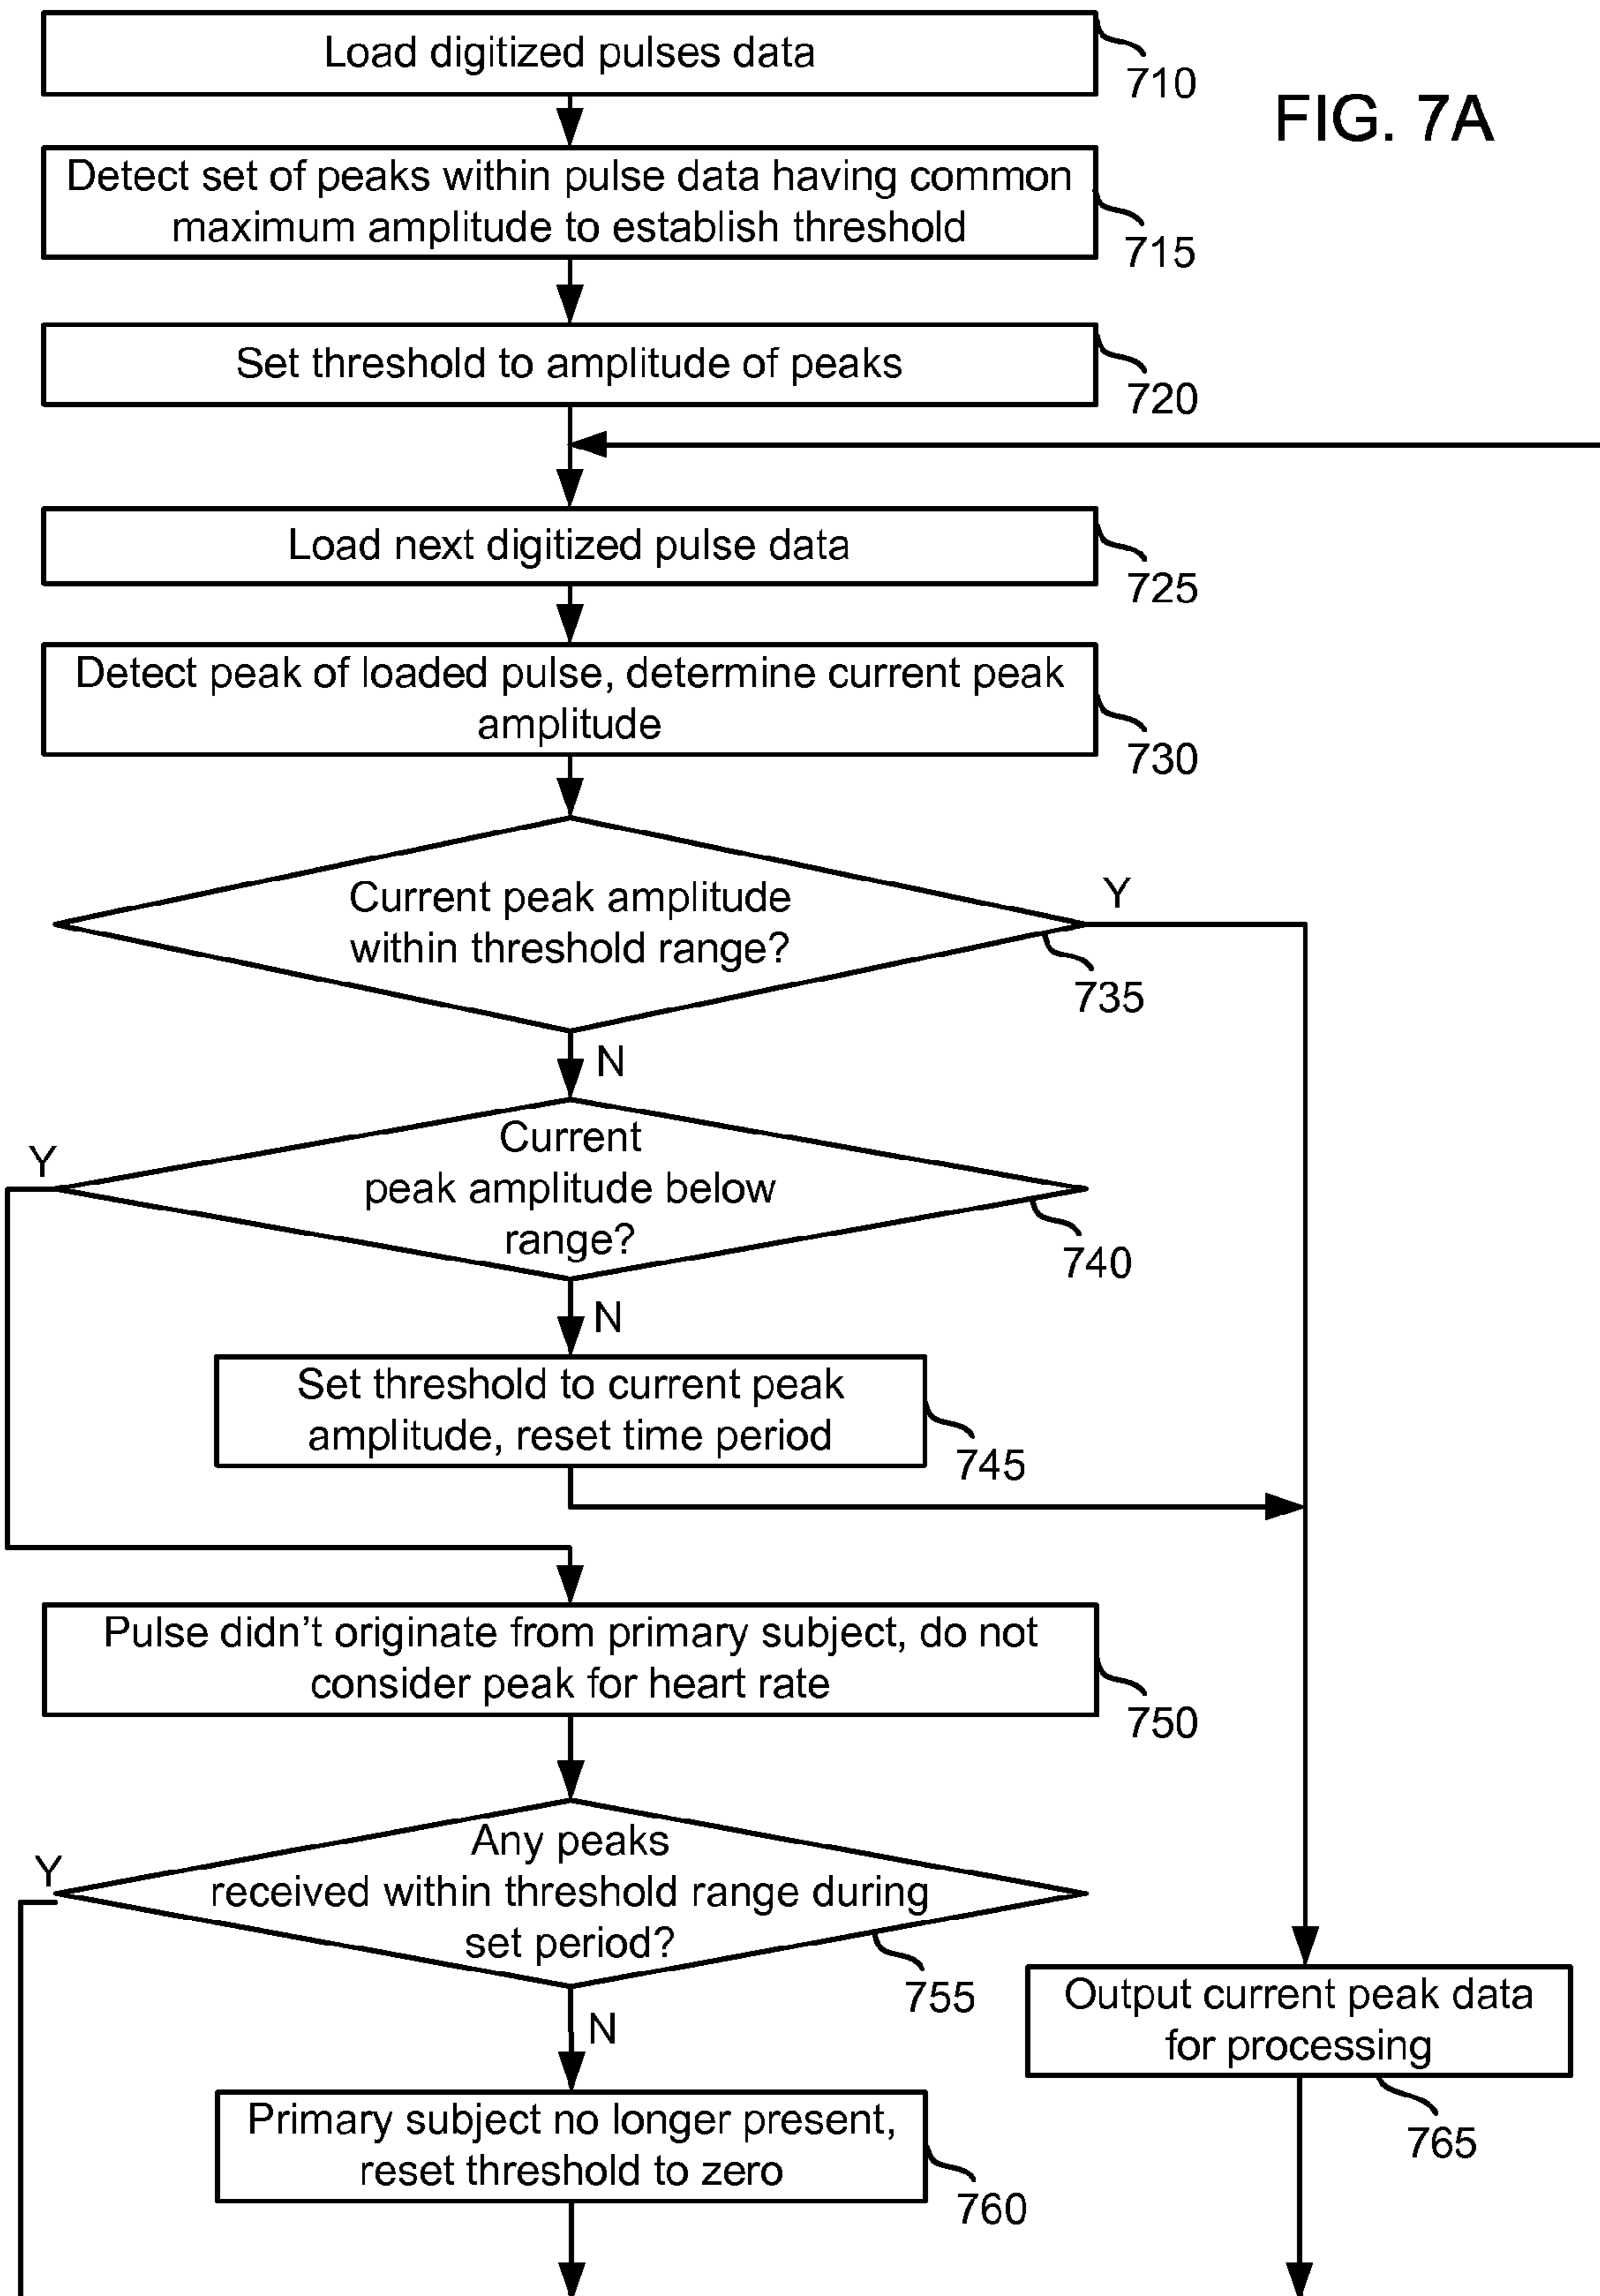 Load digitized pulses data
710
FIG. 7A
Detect set of peaks within pulse data having common
maximum amplitude to establish threshold
715
Set threshold to amplitude of peaks
720
Load next digitized pulse data
725
Detect peak of loaded pulse, determine current peak
amplitude
730
Current peak amplitude
within threshold range?
Y
735
N
Current
peak amplitude below
range?
Y
740
N
Set threshold to current peak
amplitude, reset time period
745
Pulse didn't originate from primary subject, do not
consider peak for heart rate
750
Any peaks
received within threshold range during
set period?
Y
755
N
Output current peak data
for processing
765
Primary subject no longer present,
reset threshold to zero
760